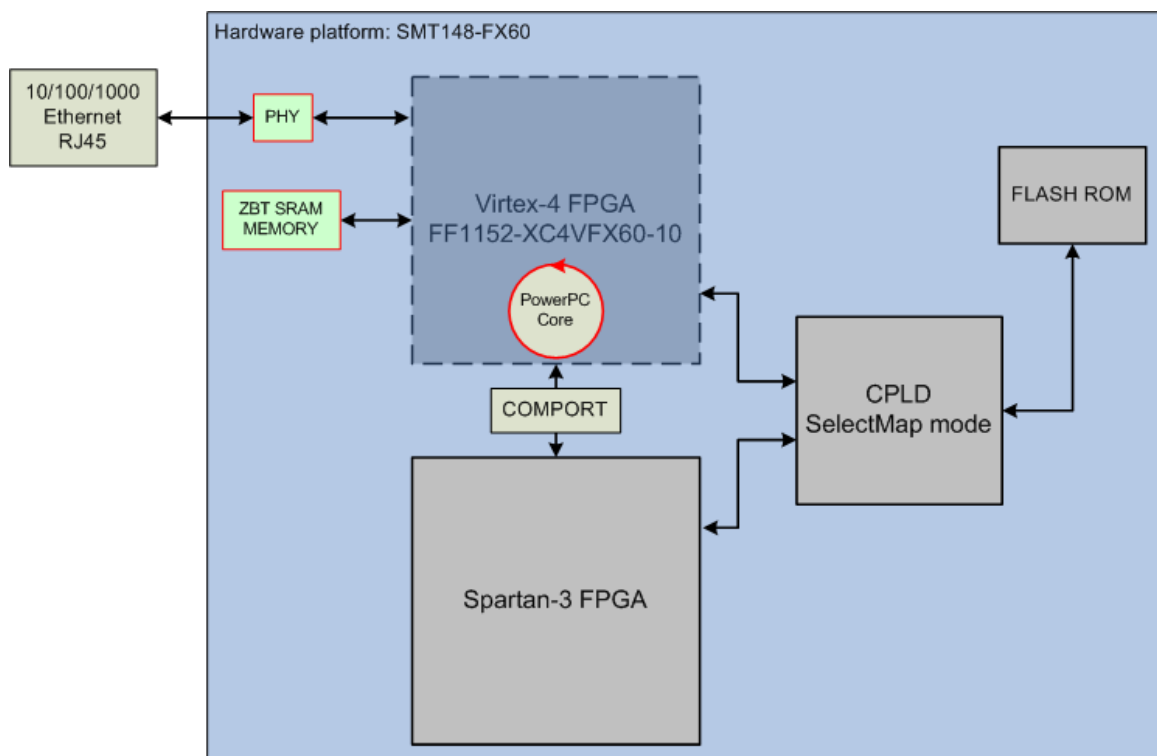 Hardware platform: SMT148-FX60
10/100/1000
Ethernet
RJ45
PHY
ZBT SRAM
MEMORY
Virtex-4 FPGA
FF1152-XC4VFX60-10
PowerPC
Core
FLASH ROM
COMPORT
CPLD
SelectMap mode
Spartan-3 FPGA